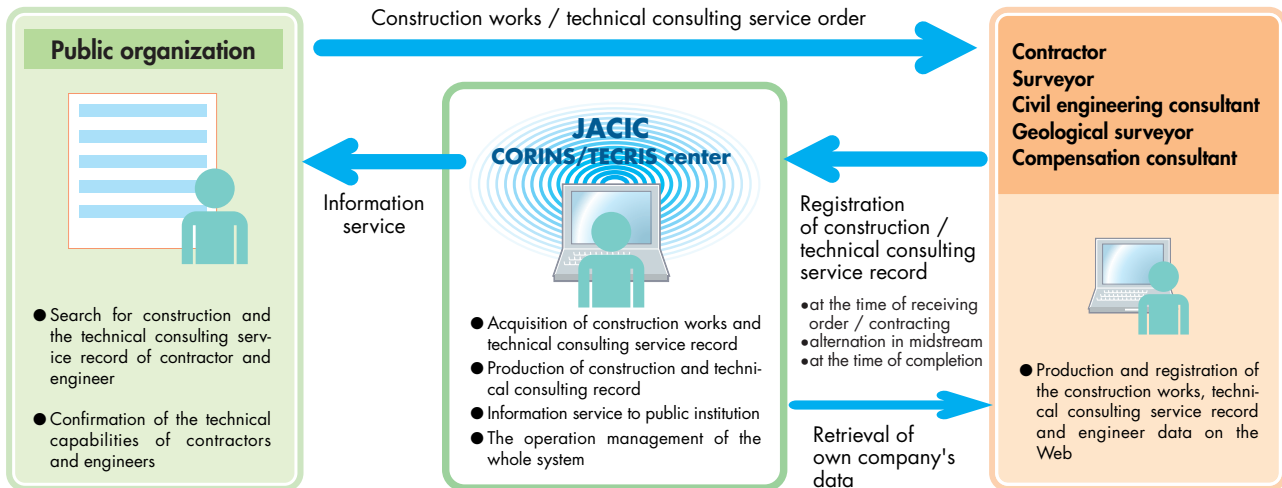 Construction works / technical consulting service order
Public organization
● Search for construction and
the technical consulting serv-
ice record of contractor and
engineer
● Confirmation of the technical
capabilities of contractors
and engineers
Information
service
JACIC
CORINS/TECRIS center
● Acquisition of construction works and
technical consulting service record
● Production of construction and techni-
cal consulting record
● Information service to public institution
● The operation management of the
whole system
Registration
of construction /
technical consulting
service record
●at the time of receiving
order / contracting
●alternation in midstream
●at the time of completion
Retrieval of
own company's
data
Contractor
Surveyor
Civil engineering consultant
Geological surveyor
Compensation consultant
● Production and registration of
the construction works, techni-
cal consulting service record
and engineer data on the
Web